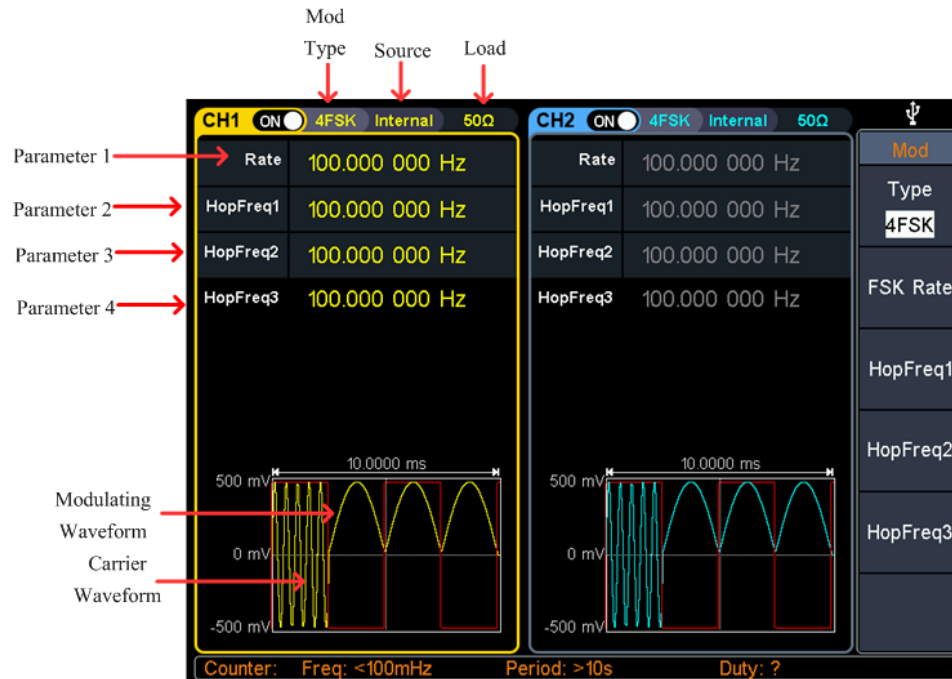 Mod
Type
Source
Load
CH1 ON 4FSK Internal 50Ω
CH2 ON 4FSK Internal 50Ω
Parameter 1
Rate 100.000 000 Hz
Rate 100.000 000 Hz
Mod
Parameter 2
HopFreq1 100.000 000 Hz
HopFreq1 100.000 000 Hz
Type
4FSK
Parameter 3
HopFreq2 100.000 000 Hz
HopFreq2 100.000 000 Hz
FSK Rate
Parameter 4
HopFreq3 100.000 000 Hz
HopFreq3 100.000 000 Hz
HopFreq1
HopFreq2
HopFreq3
10.0000 ms
500 mV
0 mV
-500 mV
10.0000 ms
500 mV
0 mV
-500 mV
Modulating
Waveform
Carrier
Waveform
Counter: Freq: <100mHz Period: >10s Duty: ?